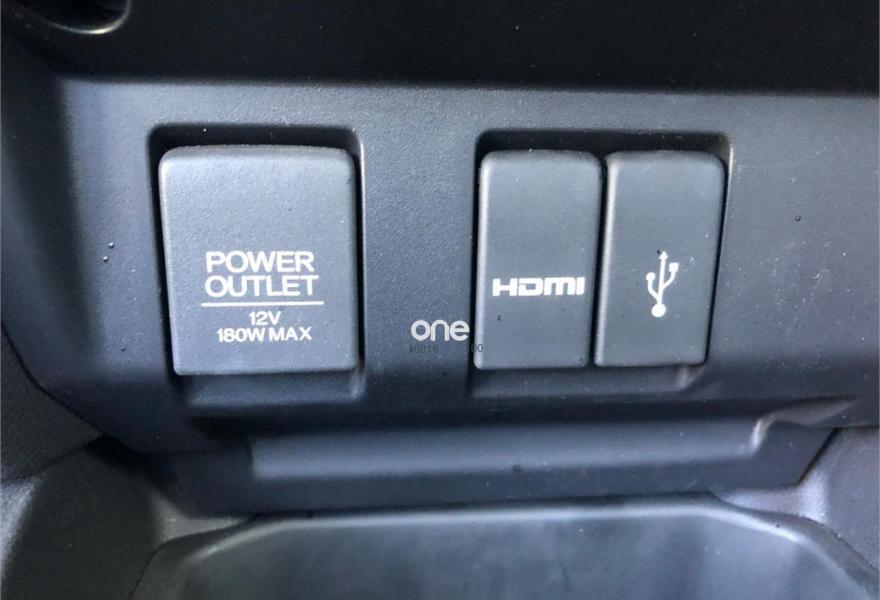 POWER
OUTLET
12V
180W MAX
HDMI
one